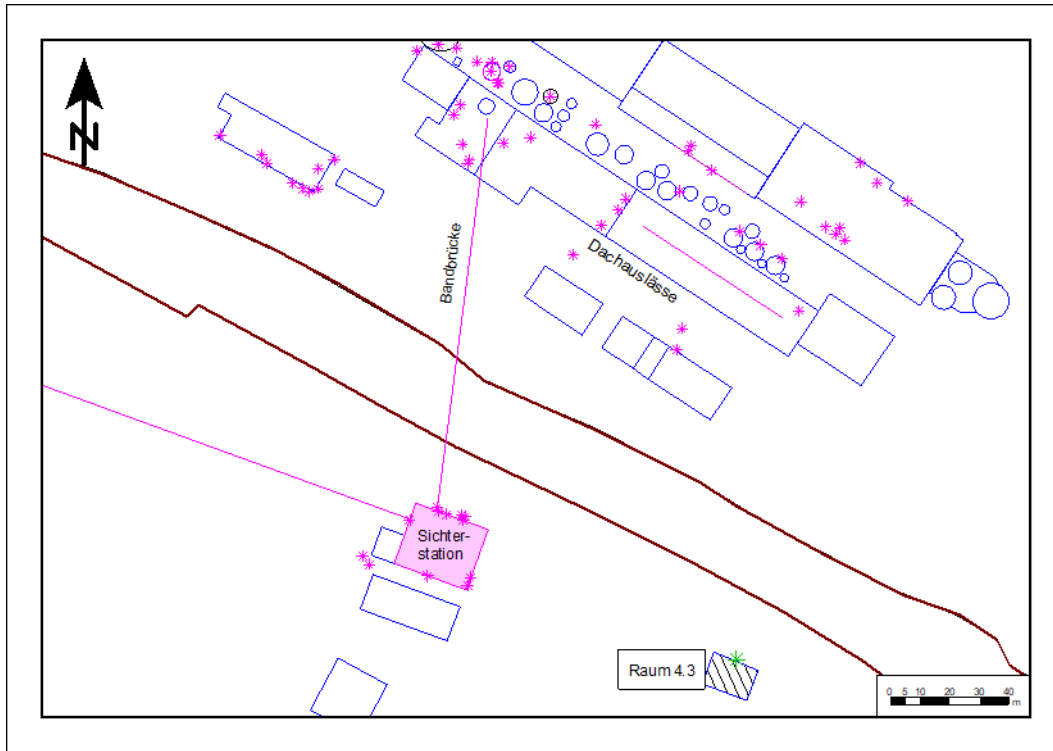 N
Bandbrücke
Dachauslässe
Sichter-
station
Raum 4.3
0 5 10 20 30 40
m